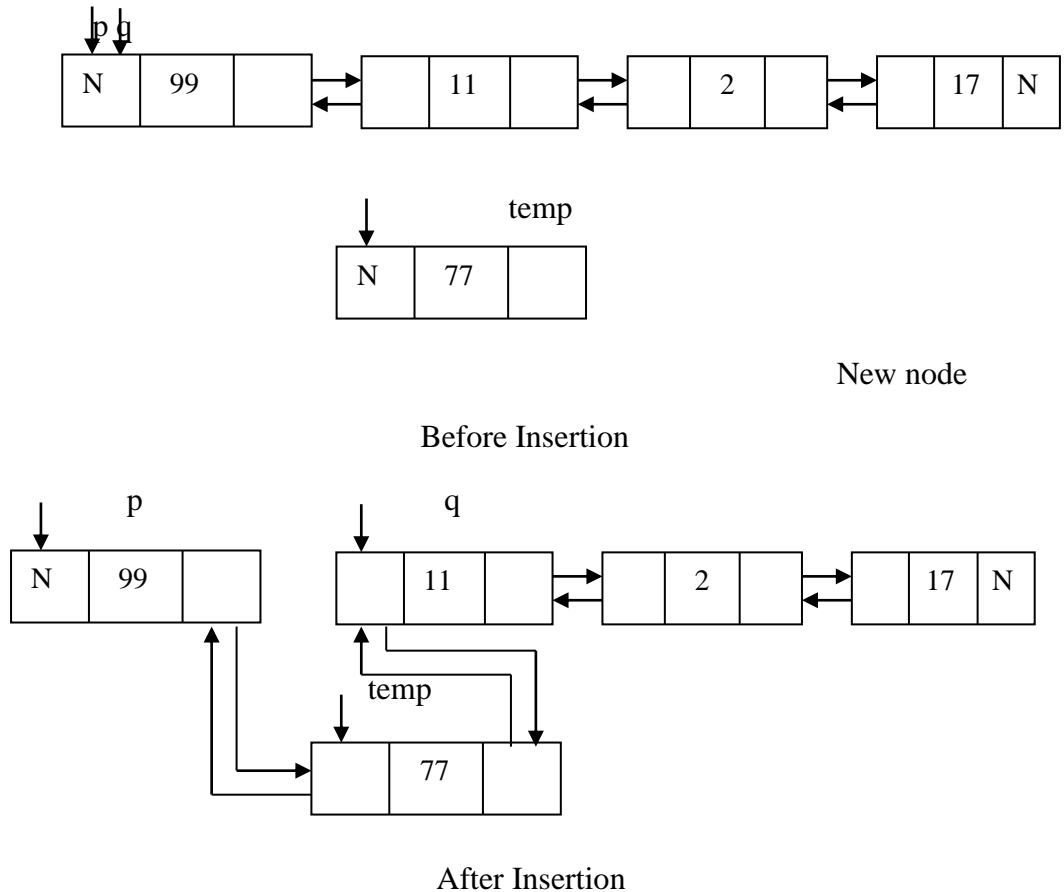 p q
N 99 11 2 17 N
temp
N 77
New node
Before Insertion
p q
N 99 11 2 17 N
temp
77
After Insertion